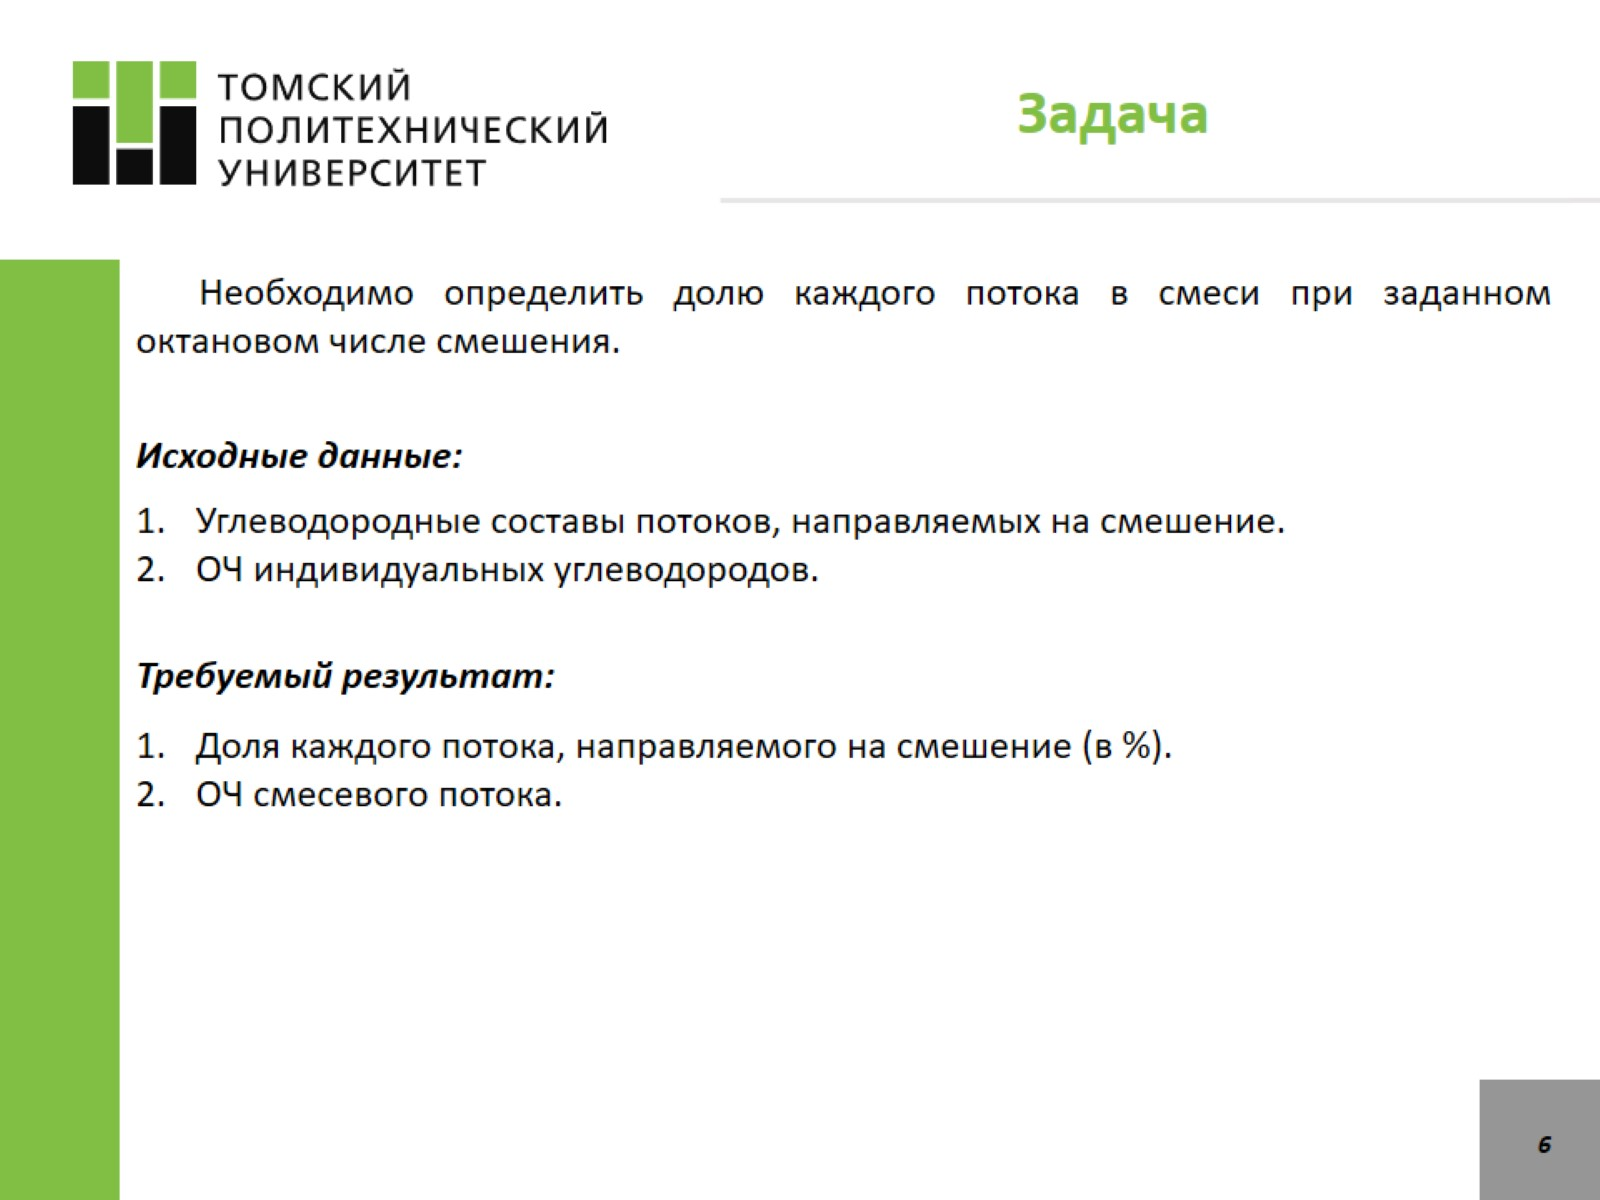 ТОМСКИЙ
ПОЛИТЕХНИЧЕСКИЙ
УНИВЕРСИТЕТ
Задача
Необходимо определить долю каждого потока в смеси при заданном
октановом числе смешения.
Исходные данные:
1. Углеводородные составы потоков, направляемых на смешение.
2. ОЧ индивидуальных углеводородов.
Требуемый результат:
1. Доля каждого потока, направляемого на смешение (в %).
2. ОЧ смесевого потока.
6